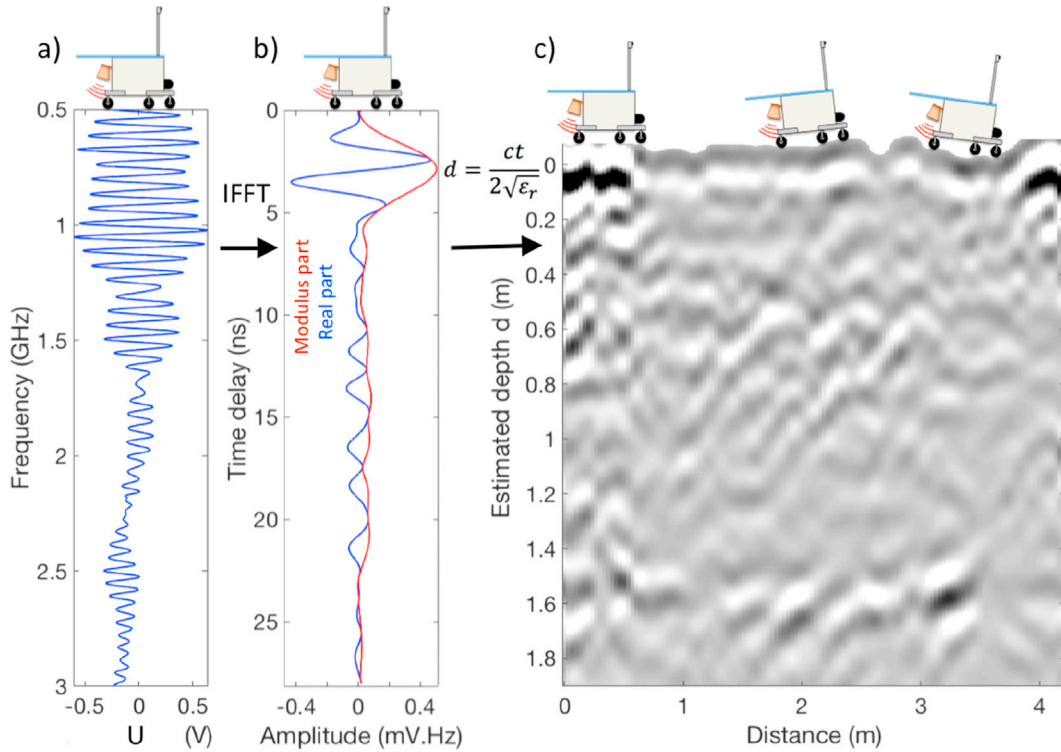 a)
b)
c)
0.5
1
1.5
2
2.5
3
Frequency (GHz)
-0.5 0 0.5
U (V)
IFFT
0
5
10
15
20
25
Time delay (ns)
Modulus part
Real part
-0.4 0 0.4
Amplitude (mV.Hz)
d = ct / 2√εr
0
0.2
0.4
0.6
0.8
1
1.2
1.4
1.6
1.8
Estimated depth d (m)
0 1 2 3 4
Distance (m)